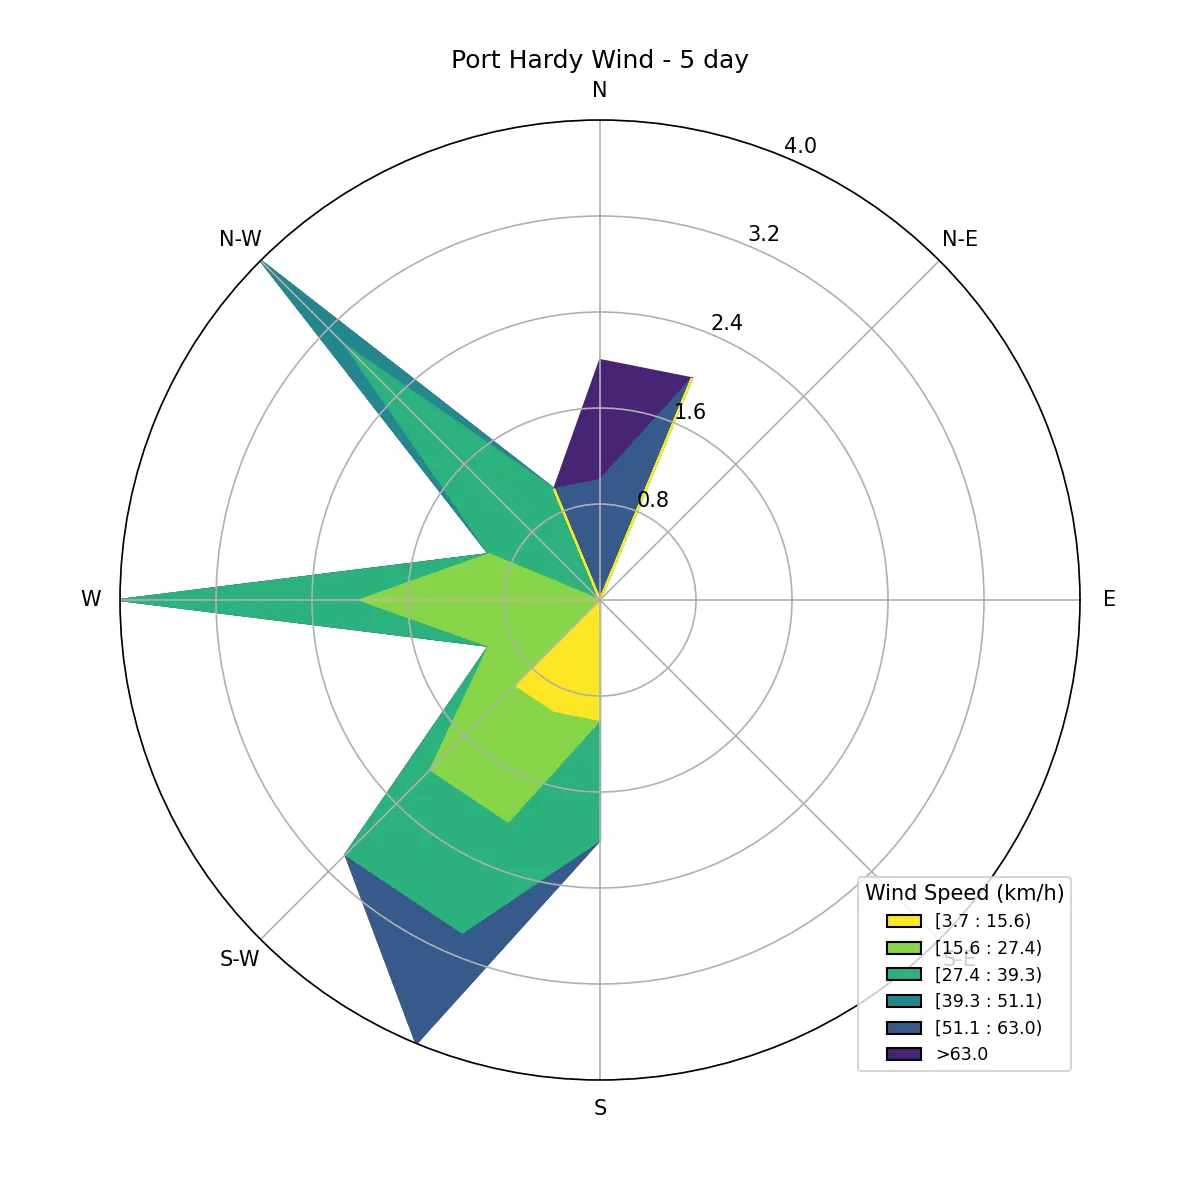 Port Hardy Wind - 5 day
N
4.0
N-W
N-E
3.2
2.4
1.6
0.8
W
E
Wind Speed (km/h)
[3.7 : 15.6)
[15.6 : 27.4)
[27.4 : 39.3)
[39.3 : 51.1)
[51.1 : 63.0)
>63.0
S-W
S-E
S